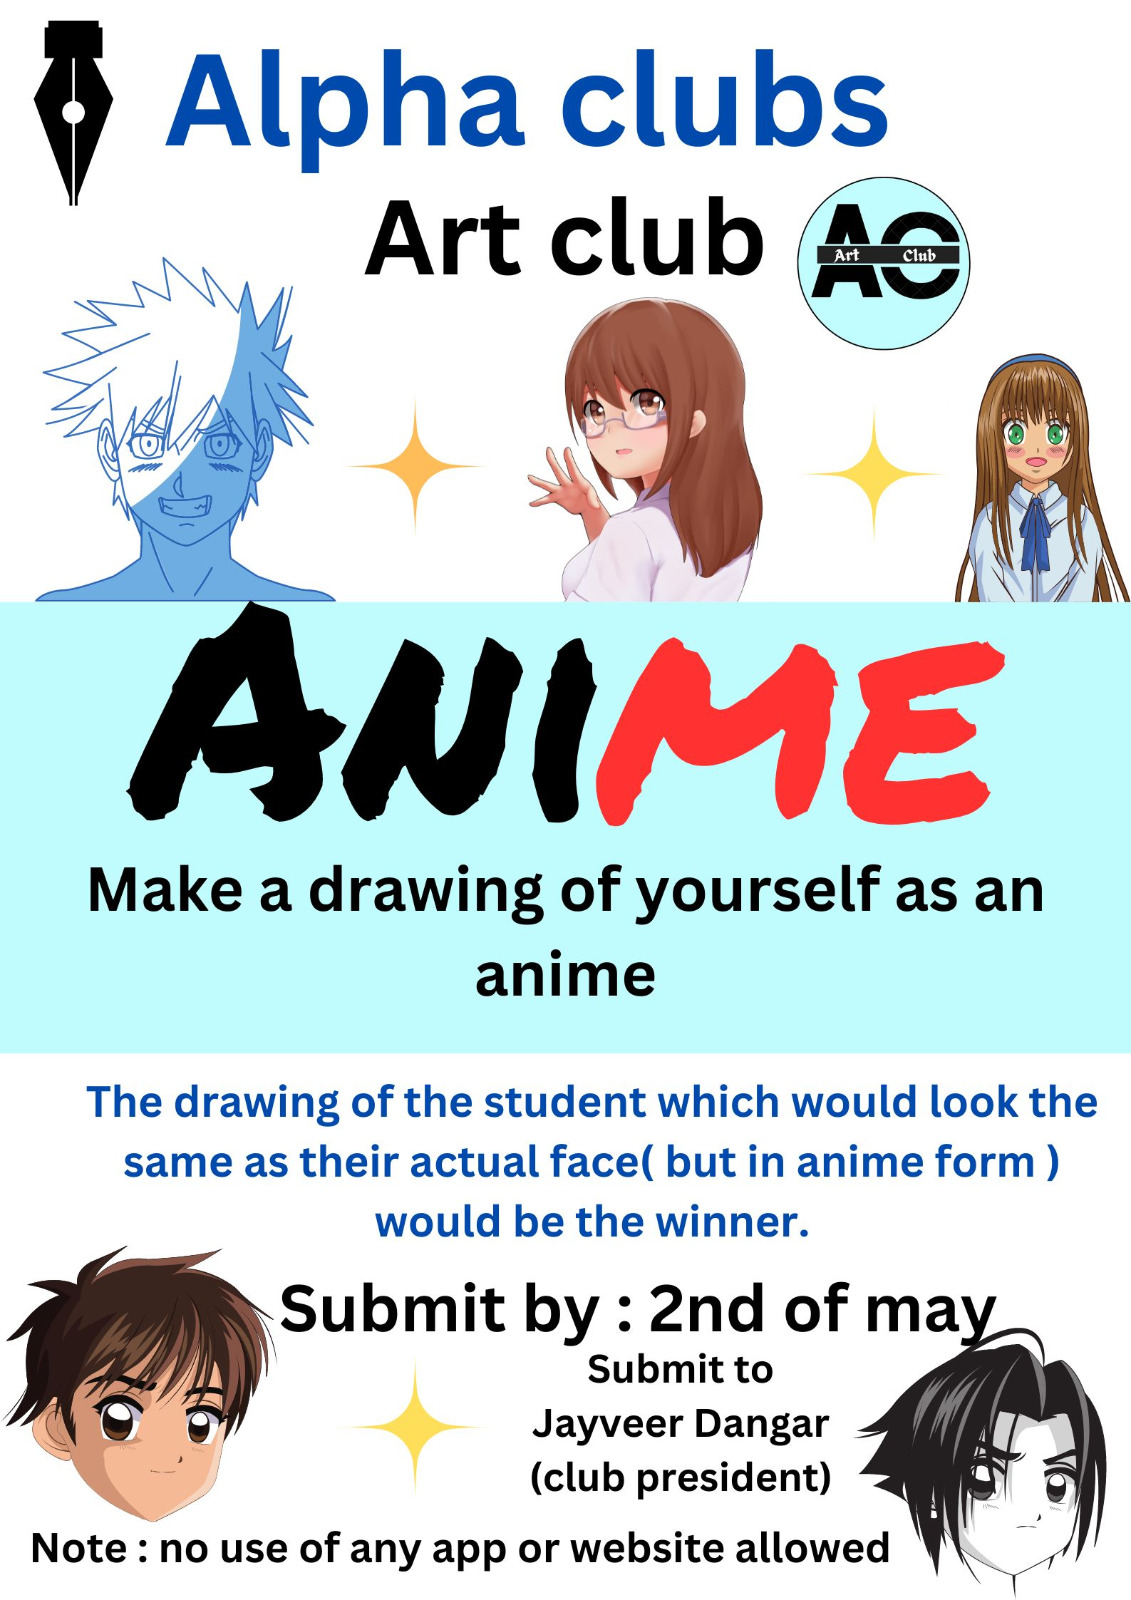 Alpha clubs
Art club
AC
Art Club
ANIME
Make a drawing of yourself as an
anime
The drawing of the student which would look the
same as their actual face( but in anime form )
would be the winner.
Submit by : 2nd of may
Submit to
Jayveer Dangar
(club president)
Note : no use of any app or website allowed